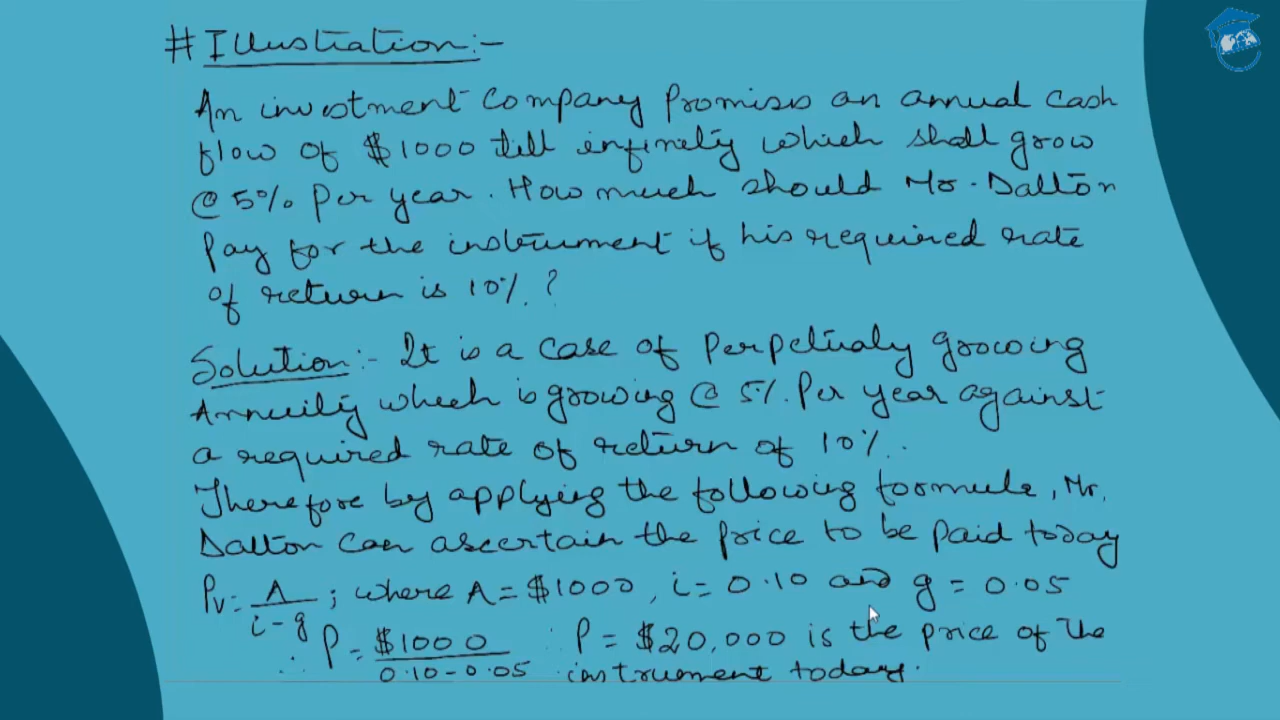 # Illustration:-
An investment company promises an annual cash
flow of $1000 till infinity which shall grow
@ 5% Per year. How much should Mr. Dalton
Pay for the instrument if his required rate
of return is 10%?
Solution:- It is a case of Perpetualy growing
Annuity which is growing @ 5% Per year against
a required rate of return of 10%.
Therefore by applying the following formula, Mr.
Dalton can ascertain the price to be paid today
Pv = A / i - g ; where A = $1000, i = 0.10 and g = 0.05
∴ P = $1000 / 0.10 - 0.05 ∴ P = $20,000 is the price of the
instrument today.